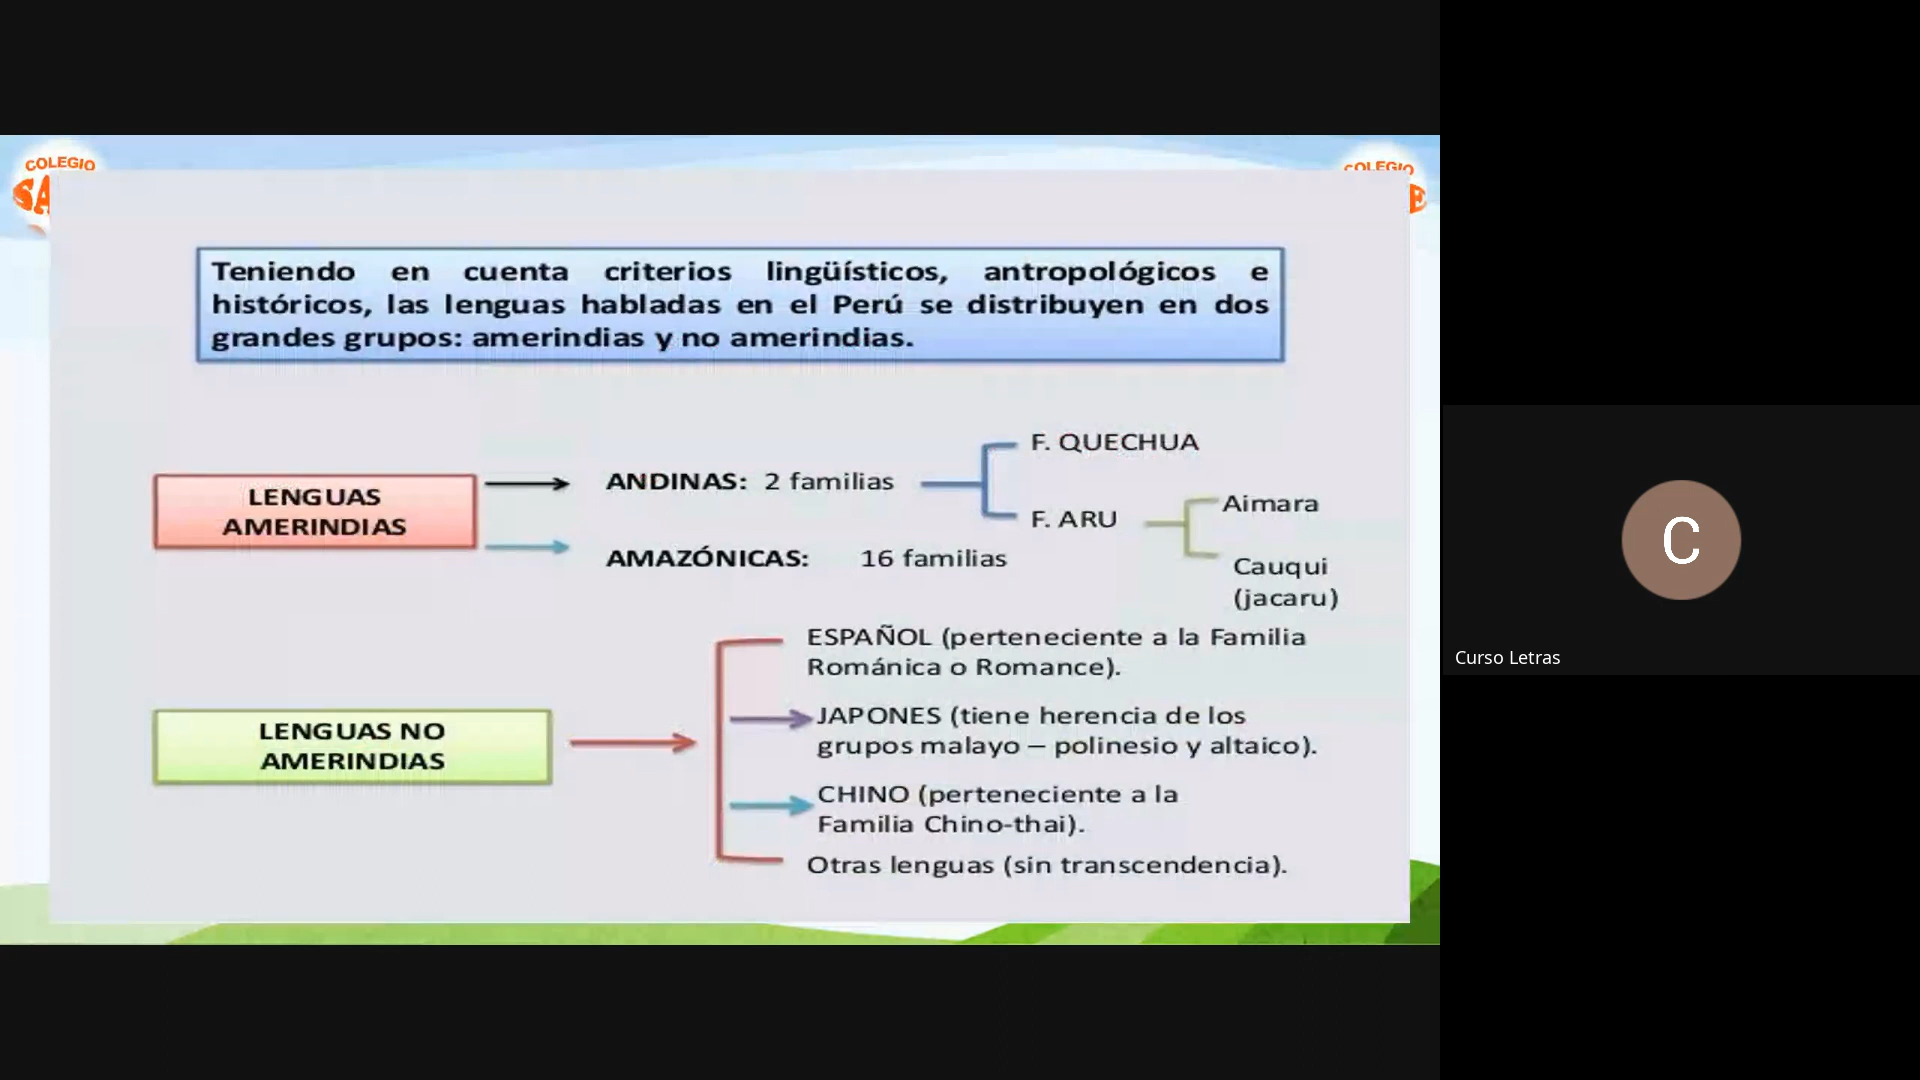 COLEGIO
COLEGIO
Teniendo en cuenta criterios lingüísticos, antropológicos e
históricos, las lenguas habladas en el Perú se distribuyen en dos
grandes grupos: amerindias y no amerindias.
LENGUAS
AMERINDIAS
ANDINAS: 2 familias
F. QUECHUA
F. ARU
Aimara
Cauqui
(jacaru)
AMAZÓNICAS: 16 familias
LENGUAS NO
AMERINDIAS
ESPAÑOL (perteneciente a la Familia
Románica o Romance).
JAPONES (tiene herencia de los
grupos malayo – polinesio y altaico).
CHINO (perteneciente a la
Familia Chino-thai).
Otras lenguas (sin transcendencia).
C
Curso Letras